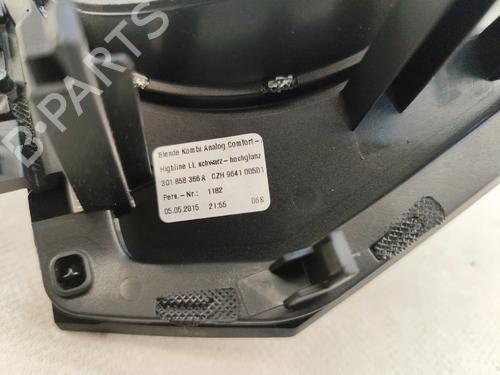 B-PARTS
Blende Kombi Analog Comfort-
Highline LL schwarz-hochglanz
3G1 858 366 A CZH 9641 00501
Pers.-Nr.: 1182
05.05.2015 21:55 068